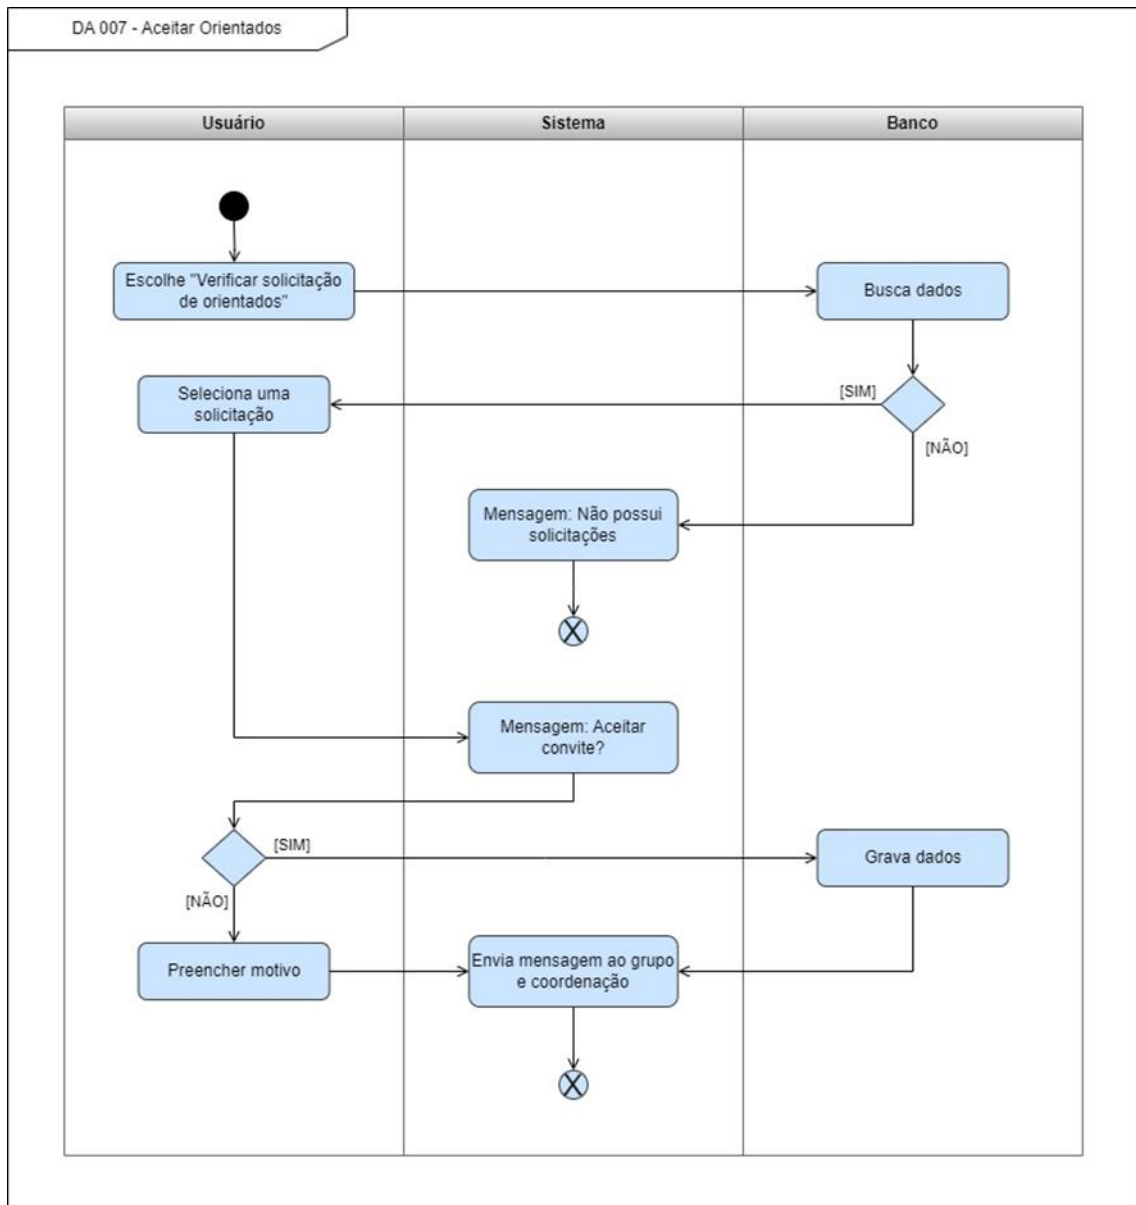 DA 007 - Aceitar Orientados
Usuário
Sistema
Banco
Escolhe "Verificar solicitação
de orientados"
Busca dados
Seleciona uma
solicitação
[SIM]
[NÃO]
Mensagem: Não possui
solicitações
Mensagem: Aceitar
convite?
[SIM]
Grava dados
[NÃO]
Preencher motivo
Envia mensagem ao grupo
e coordenação